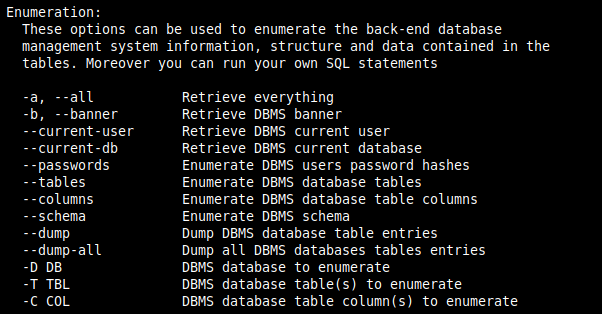 Enumeration:
These options can be used to enumerate the back-end database
management system information, structure and data contained in the
tables. Moreover you can run your own SQL statements
-a, --all Retrieve everything
-b, --banner Retrieve DBMS banner
--current-user Retrieve DBMS current user
--current-db Retrieve DBMS current database
--passwords Enumerate DBMS users password hashes
--tables Enumerate DBMS database tables
--columns Enumerate DBMS database table columns
--schema Enumerate DBMS schema
--dump Dump DBMS database table entries
--dump-all Dump all DBMS databases tables entries
-D DB DBMS database to enumerate
-T TBL DBMS database table(s) to enumerate
-C COL DBMS database table column(s) to enumerate